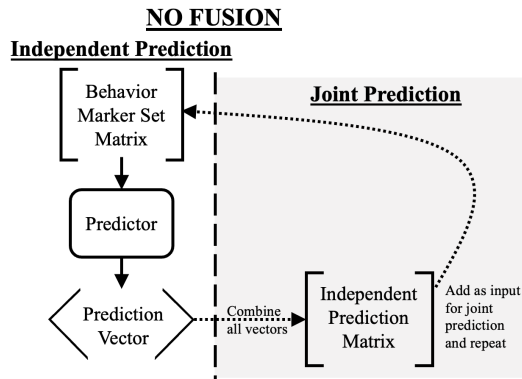 NO FUSION
Independent Prediction
Behavior
Marker Set
Matrix
Predictor
Prediction
Vector
Joint Prediction
Combine
all vectors
Independent
Prediction
Matrix
Add as input
for joint
prediction
and repeat